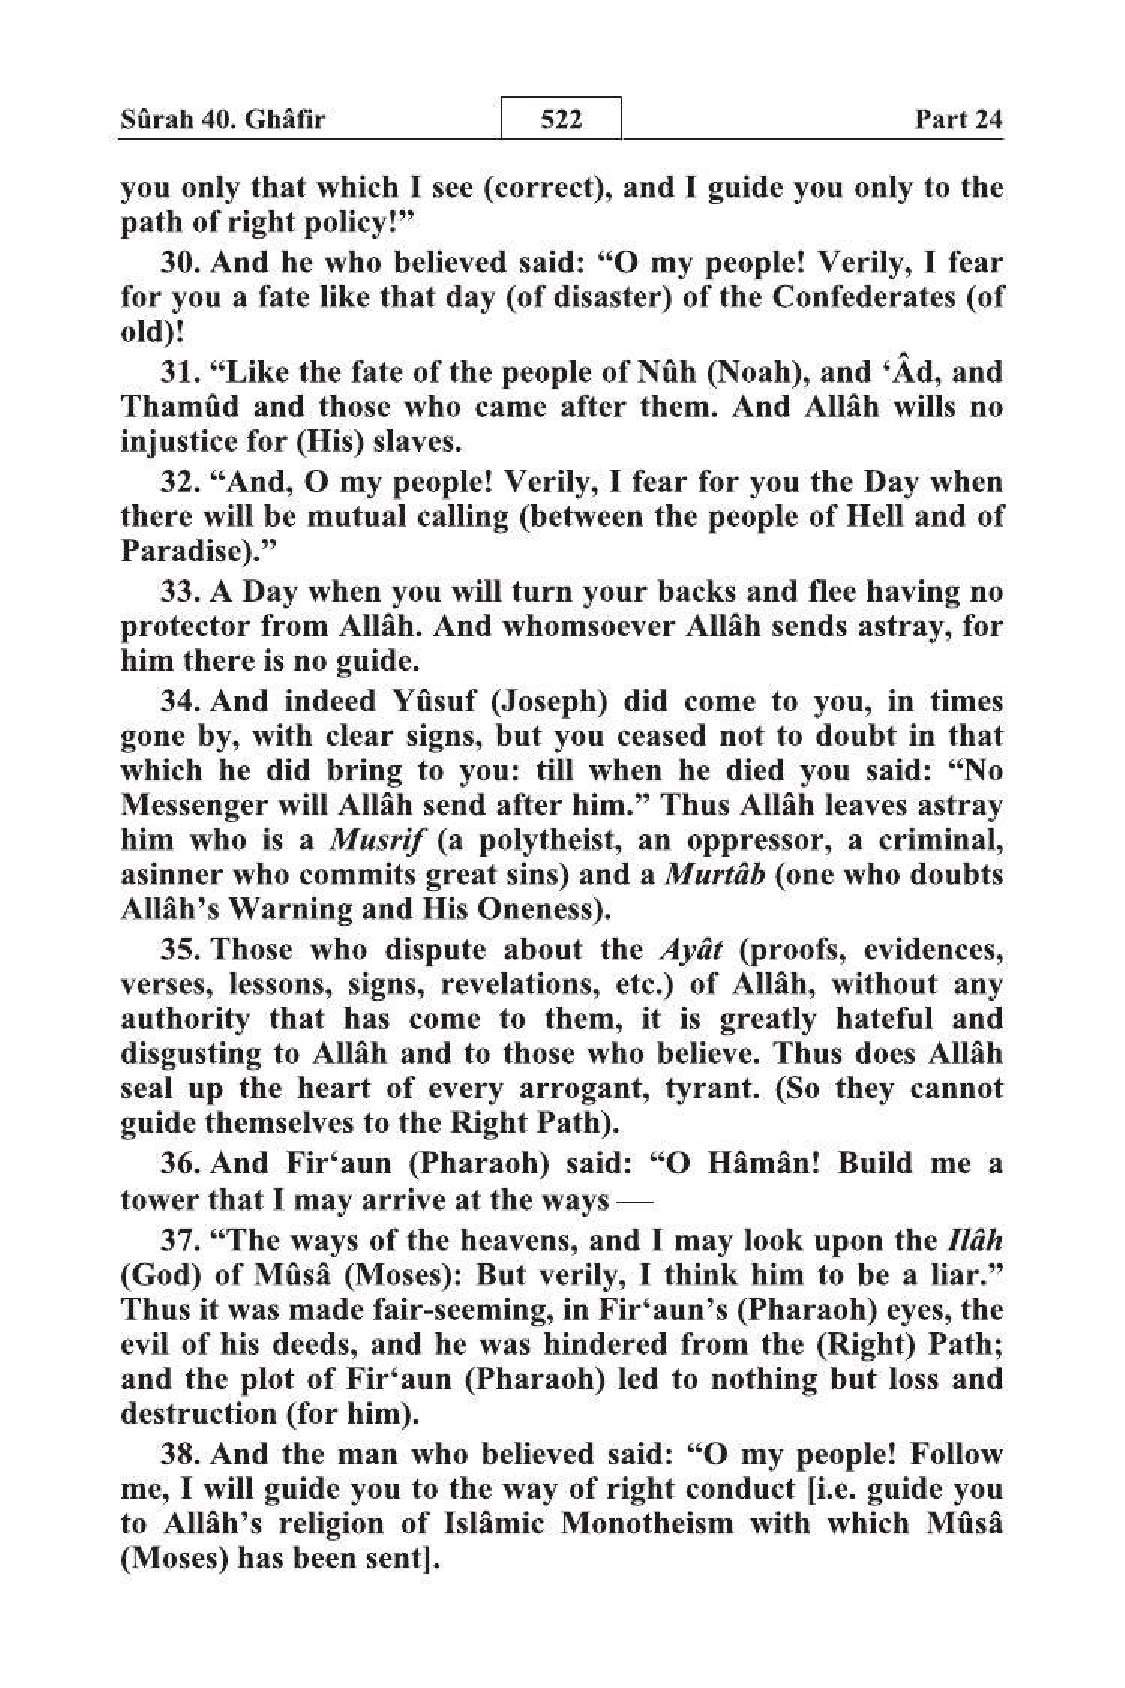 Sûrah 40. Ghâfir 522 Part 24
you only that which I see (correct), and I guide you only to the
path of right policy!”
30. And he who believed said: “O my people! Verily, I fear
for you a fate like that day (of disaster) of the Confederates (of
old)!
31. “Like the fate of the people of Nûh (Noah), and ‘Âd, and
Thamûd and those who came after them. And Allâh wills no
injustice for (His) slaves.
32. “And, O my people! Verily, I fear for you the Day when
there will be mutual calling (between the people of Hell and of
Paradise).”
33. A Day when you will turn your backs and flee having no
protector from Allâh. And whomsoever Allâh sends astray, for
him there is no guide.
34. And indeed Yûsuf (Joseph) did come to you, in times
gone by, with clear signs, but you ceased not to doubt in that
which he did bring to you: till when he died you said: “No
Messenger will Allâh send after him.” Thus Allâh leaves astray
him who is a Musrif (a polytheist, an oppressor, a criminal,
asinner who commits great sins) and a Murtâb (one who doubts
Allâh’s Warning and His Oneness).
35. Those who dispute about the Ayât (proofs, evidences,
verses, lessons, signs, revelations, etc.) of Allâh, without any
authority that has come to them, it is greatly hateful and
disgusting to Allâh and to those who believe. Thus does Allâh
seal up the heart of every arrogant, tyrant. (So they cannot
guide themselves to the Right Path).
36. And Fir‘aun (Pharaoh) said: “O Hâmân! Build me a
tower that I may arrive at the ways —
37. “The ways of the heavens, and I may look upon the Ilâh
(God) of Mûsâ (Moses): But verily, I think him to be a liar.”
Thus it was made fair-seeming, in Fir‘aun’s (Pharaoh) eyes, the
evil of his deeds, and he was hindered from the (Right) Path;
and the plot of Fir‘aun (Pharaoh) led to nothing but loss and
destruction (for him).
38. And the man who believed said: “O my people! Follow
me, I will guide you to the way of right conduct [i.e. guide you
to Allâh’s religion of Islâmic Monotheism with which Mûsâ
(Moses) has been sent].